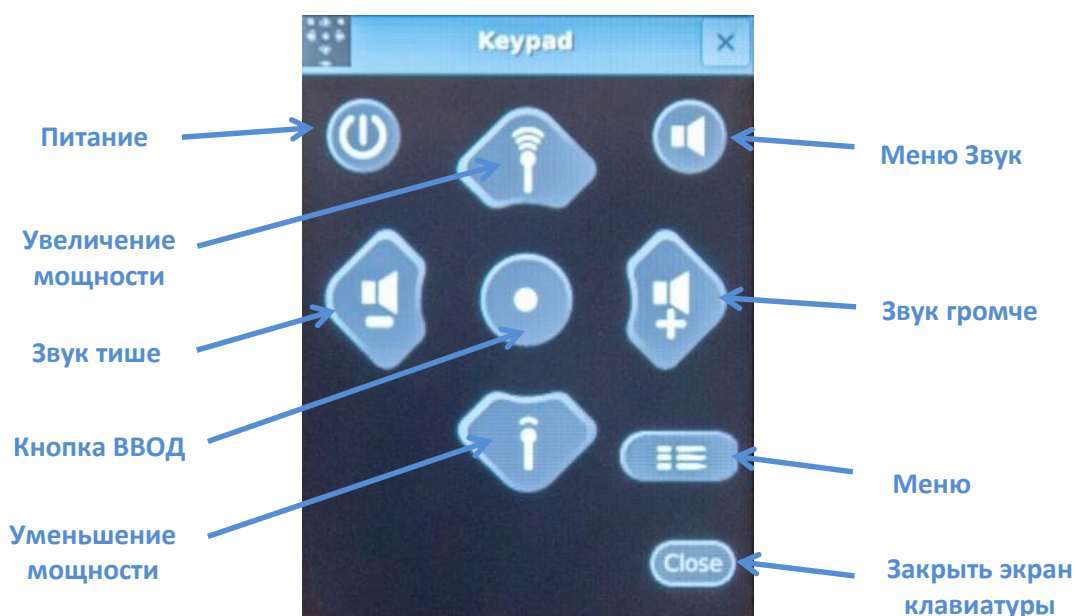 Keypad
Питание
Меню Звук
Увеличение
мощности
Звук громче
Звук тише
Кнопка ВВОД
Меню
Уменьшение
мощности
Close
Закрыть экран
клавиатуры